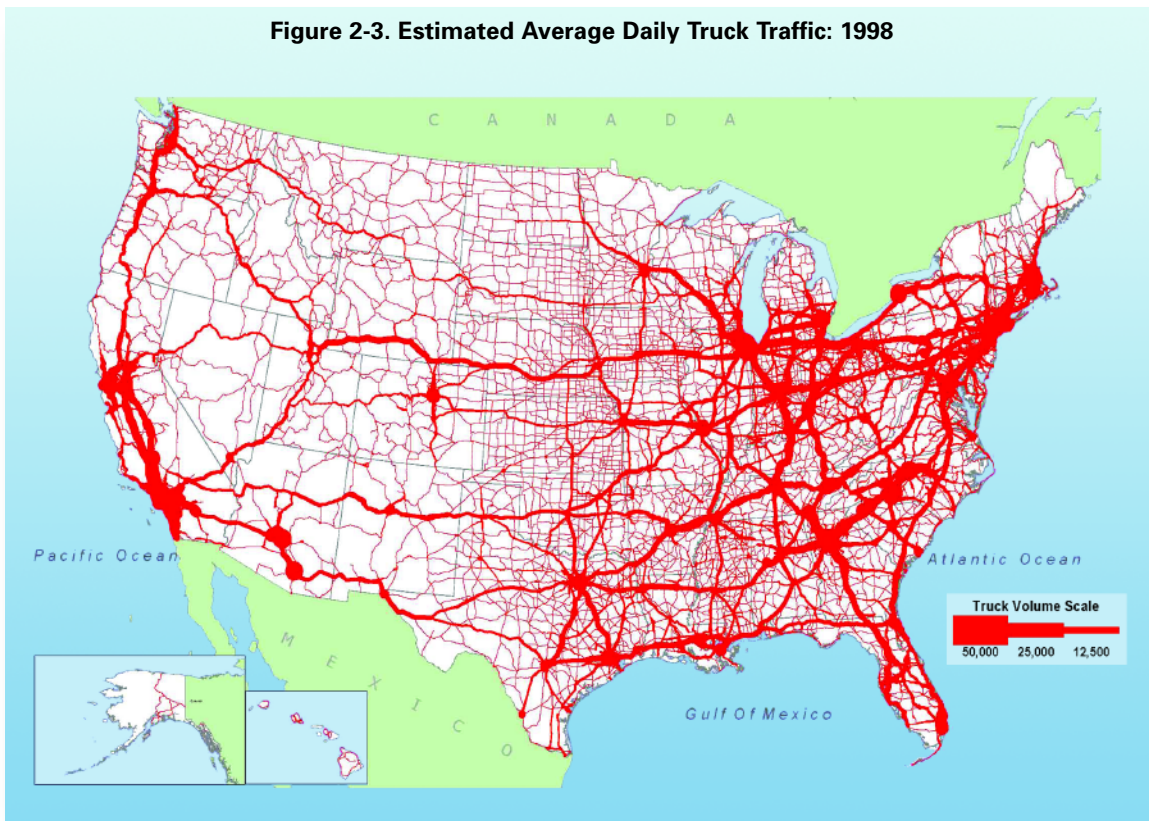 Figure 2-3. Estimated Average Daily Truck Traffic: 1998
C A N A D A
Pacific Ocean
Atlantic Ocean
Truck Volume Scale
50,000 25,000 12,500
M E X I C O
Gulf Of Mexico